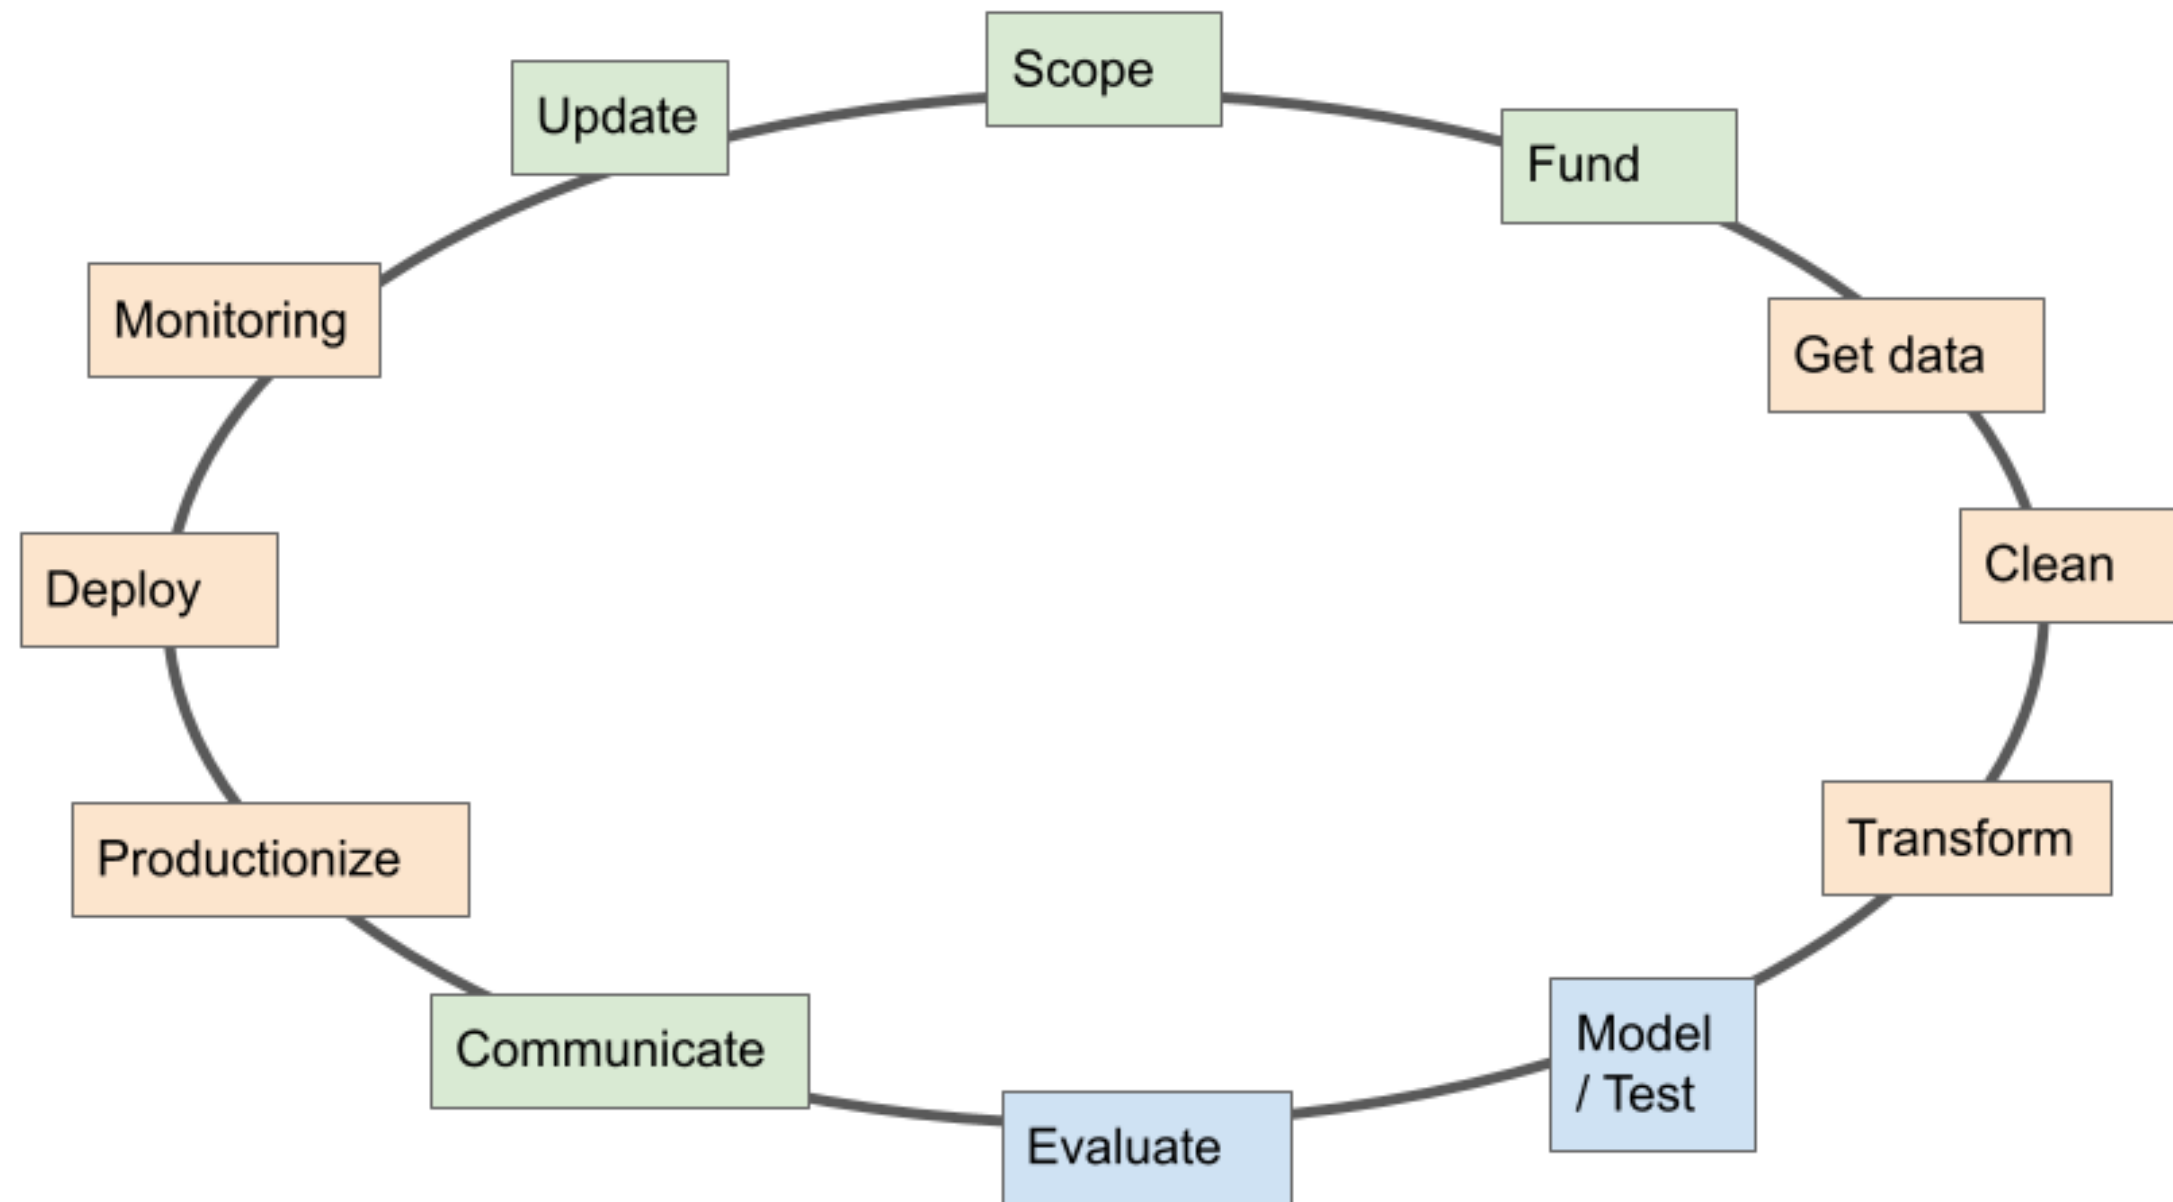 Scope
Update
Fund
Monitoring
Get data
Clean
Deploy
Transform
Productionize
Model
/ Test
Communicate
Evaluate